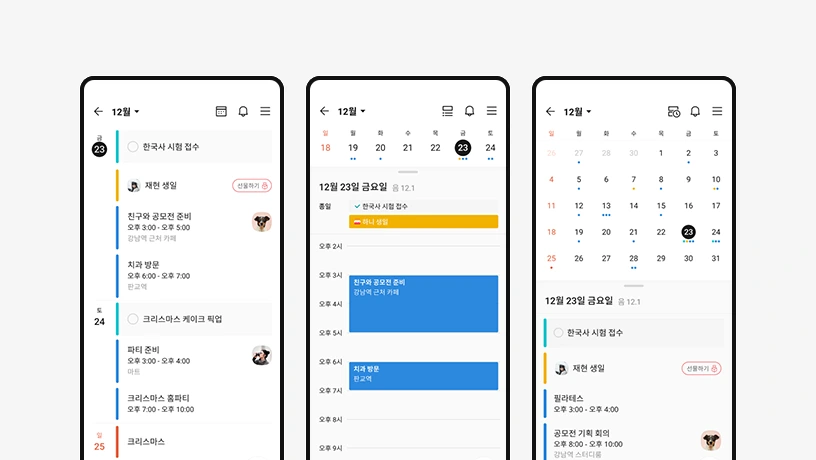 12월
금
23
한국사 시험 접수
재현 생일
선물하기
친구와 공모전 준비
오후 3:00 - 오후 5:00
강남역 근처 카페
치과 방문
오후 6:00 - 오후 7:00
판교역
토
24
크리스마스 케이크 픽업
파티 준비
오후 3:00 - 오후 4:00
마트
크리스마스 홈파티
오후 7:00 - 오후 10:00
일
25
크리스마스
12월
일 월 화 수 목 금 토
18 19 20 21 22 23 24
12월 23일 금요일 음 12.1
종일
한국사 시험 접수
생일
오후 2시
오후 3시
친구와 공모전 준비
강남역 근처 카페
오후 4시
오후 5시
오후 6시
치과 방문
판교역
오후 7시
오후 8시
오후 9시
12월
일 월 화 수 목 금 토
26 27 28 30 1 2 3
4 5 6 7 8 9 10
11 12 13 14 15 16 17
18 19 20 21 22 23 24
25 26 27 28 29 30 31
12월 23일 금요일 음 12.1
한국사 시험 접수
재현 생일
선물하기
필라테스
오후 3:00 - 오후 4:00
공모전 기획 회의
오후 8:00 - 오후 10:00
강남역 스터디룸